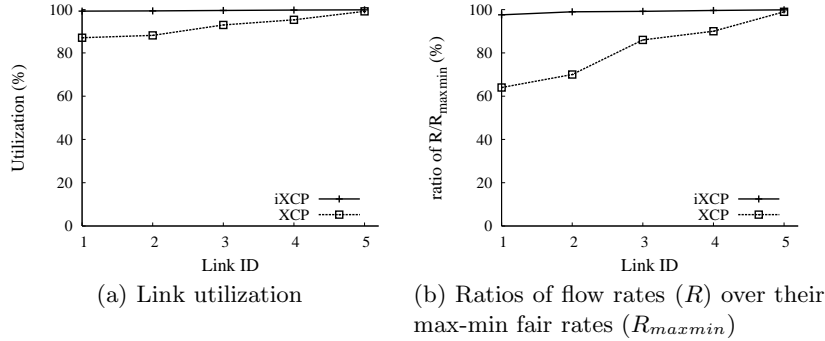 100
80
60
40
20
0
Utilization (%)
iXCP
XCP
1 2 3 4 5
Link ID
(a) Link utilization
100
80
60
40
20
0
ratio of R/R_maxmin (%)
iXCP
XCP
1 2 3 4 5
Link ID
(b) Ratios of flow rates (R) over their
max-min fair rates (R_maxmin)